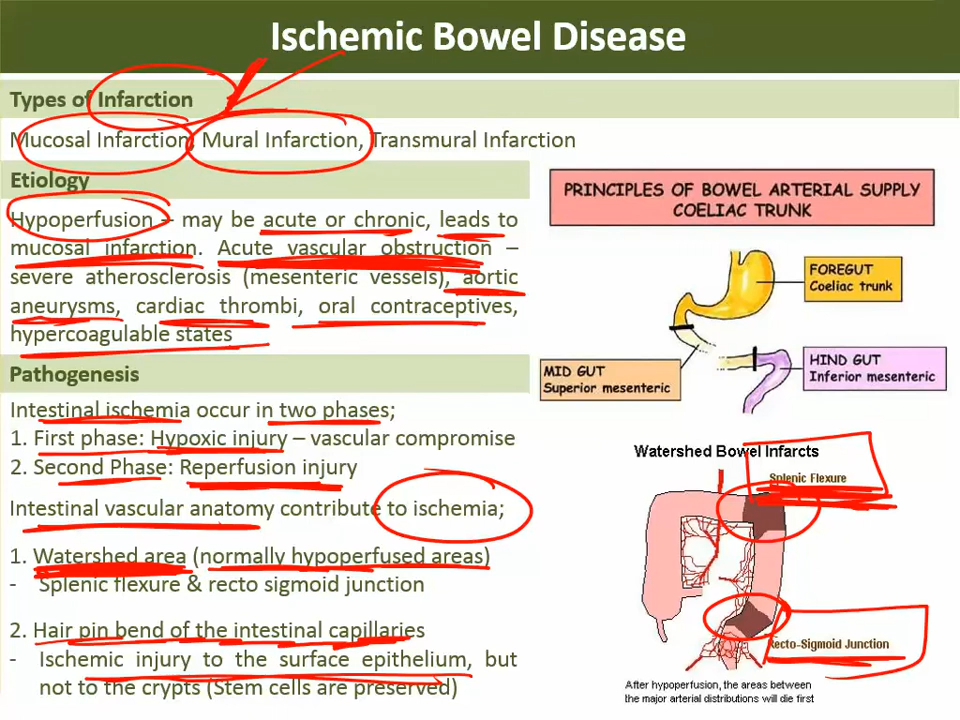 Ischemic Bowel Disease
Types of Infarction
Mucosal Infarction, Mural Infarction, Transmural Infarction
Etiology
Hypoperfusion – may be acute or chronic, leads to
mucosal infarction. Acute vascular obstruction –
severe atherosclerosis (mesenteric vessels), aortic
aneurysms, cardiac thrombi, oral contraceptives,
hypercoagulable states
Pathogenesis
Intestinal ischemia occur in two phases;
1. First phase: Hypoxic injury – vascular compromise
2. Second Phase: Reperfusion injury
Intestinal vascular anatomy contribute to ischemia;
1. Watershed area (normally hypoperfused areas)
- Splenic flexure & recto sigmoid junction
2. Hair pin bend of the intestinal capillaries
- Ischemic injury to the surface epithelium, but
not to the crypts (Stem cells are preserved)
PRINCIPLES OF BOWEL ARTERIAL SUPPLY
COELIAC TRUNK
FOREGUT
Coeliac trunk
MID GUT
Superior mesenteric
HIND GUT
Inferior mesenteric
Watershed Bowel Infarcts
Splenic Flexure
Recto-Sigmoid Junction
After hypoperfusion, the areas between
the major arterial distributions will die first